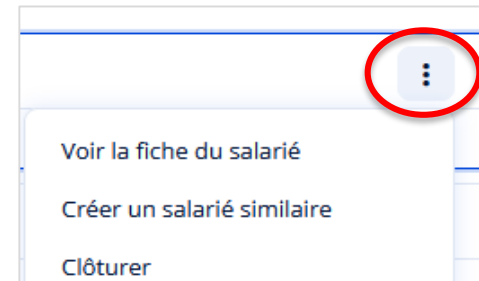 Voir la fiche du salarié
Créer un salarié similaire
Clôturer